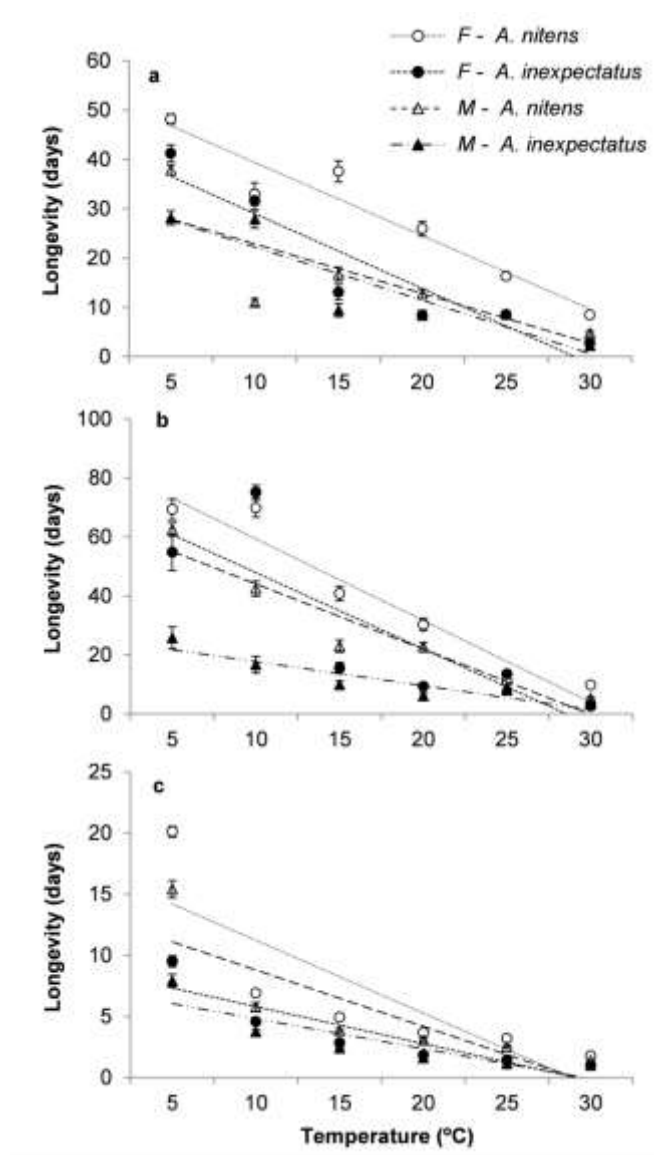 F - A. nitens
F - A. inexpectatus
M - A. nitens
M - A. inexpectatus
a
60
50
40
30
20
10
0
Longevity (days)
5 10 15 20 25 30
b
100
80
60
40
20
0
Longevity (days)
5 10 15 20 25 30
c
25
20
15
10
5
0
Longevity (days)
5 10 15 20 25 30
Temperature (ºC)